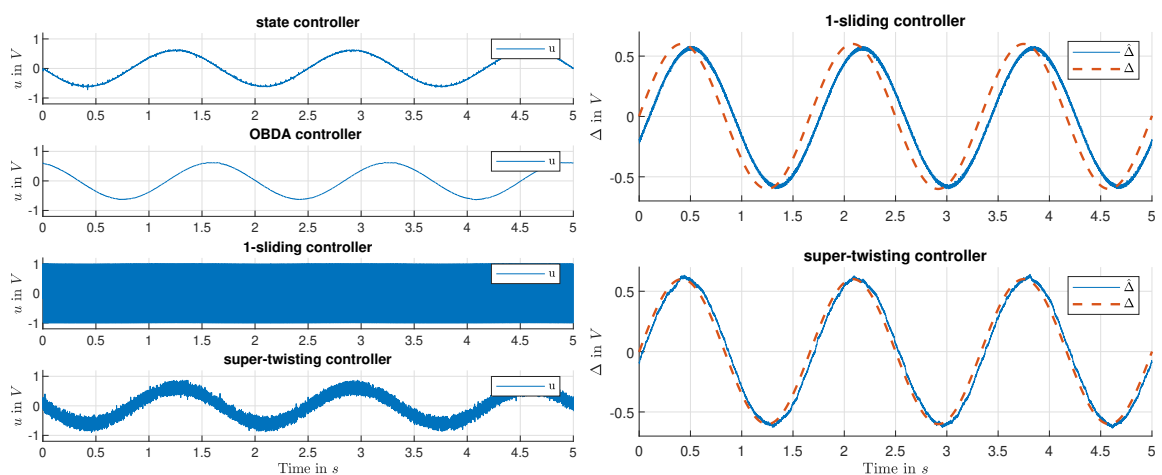 state controller
1
0
-1
u in V
u
0 0.5 1 1.5 2 2.5 3 3.5 4 4.5 5
OBDA controller
1
0
-1
u in V
u
0 0.5 1 1.5 2 2.5 3 3.5 4 4.5 5
1-sliding controller
1
0
-1
u in V
u
0 0.5 1 1.5 2 2.5 3 3.5 4 4.5 5
super-twisting controller
1
0
-1
u in V
u
0 0.5 1 1.5 2 2.5 3 3.5 4 4.5 5
Time in s
1-sliding controller
0.5
0
-0.5
Δ in V
Δ̂
Δ
0 0.5 1 1.5 2 2.5 3 3.5 4 4.5 5
super-twisting controller
0.5
0
-0.5
Δ in V
Δ̂
Δ
0 0.5 1 1.5 2 2.5 3 3.5 4 4.5 5
Time in s